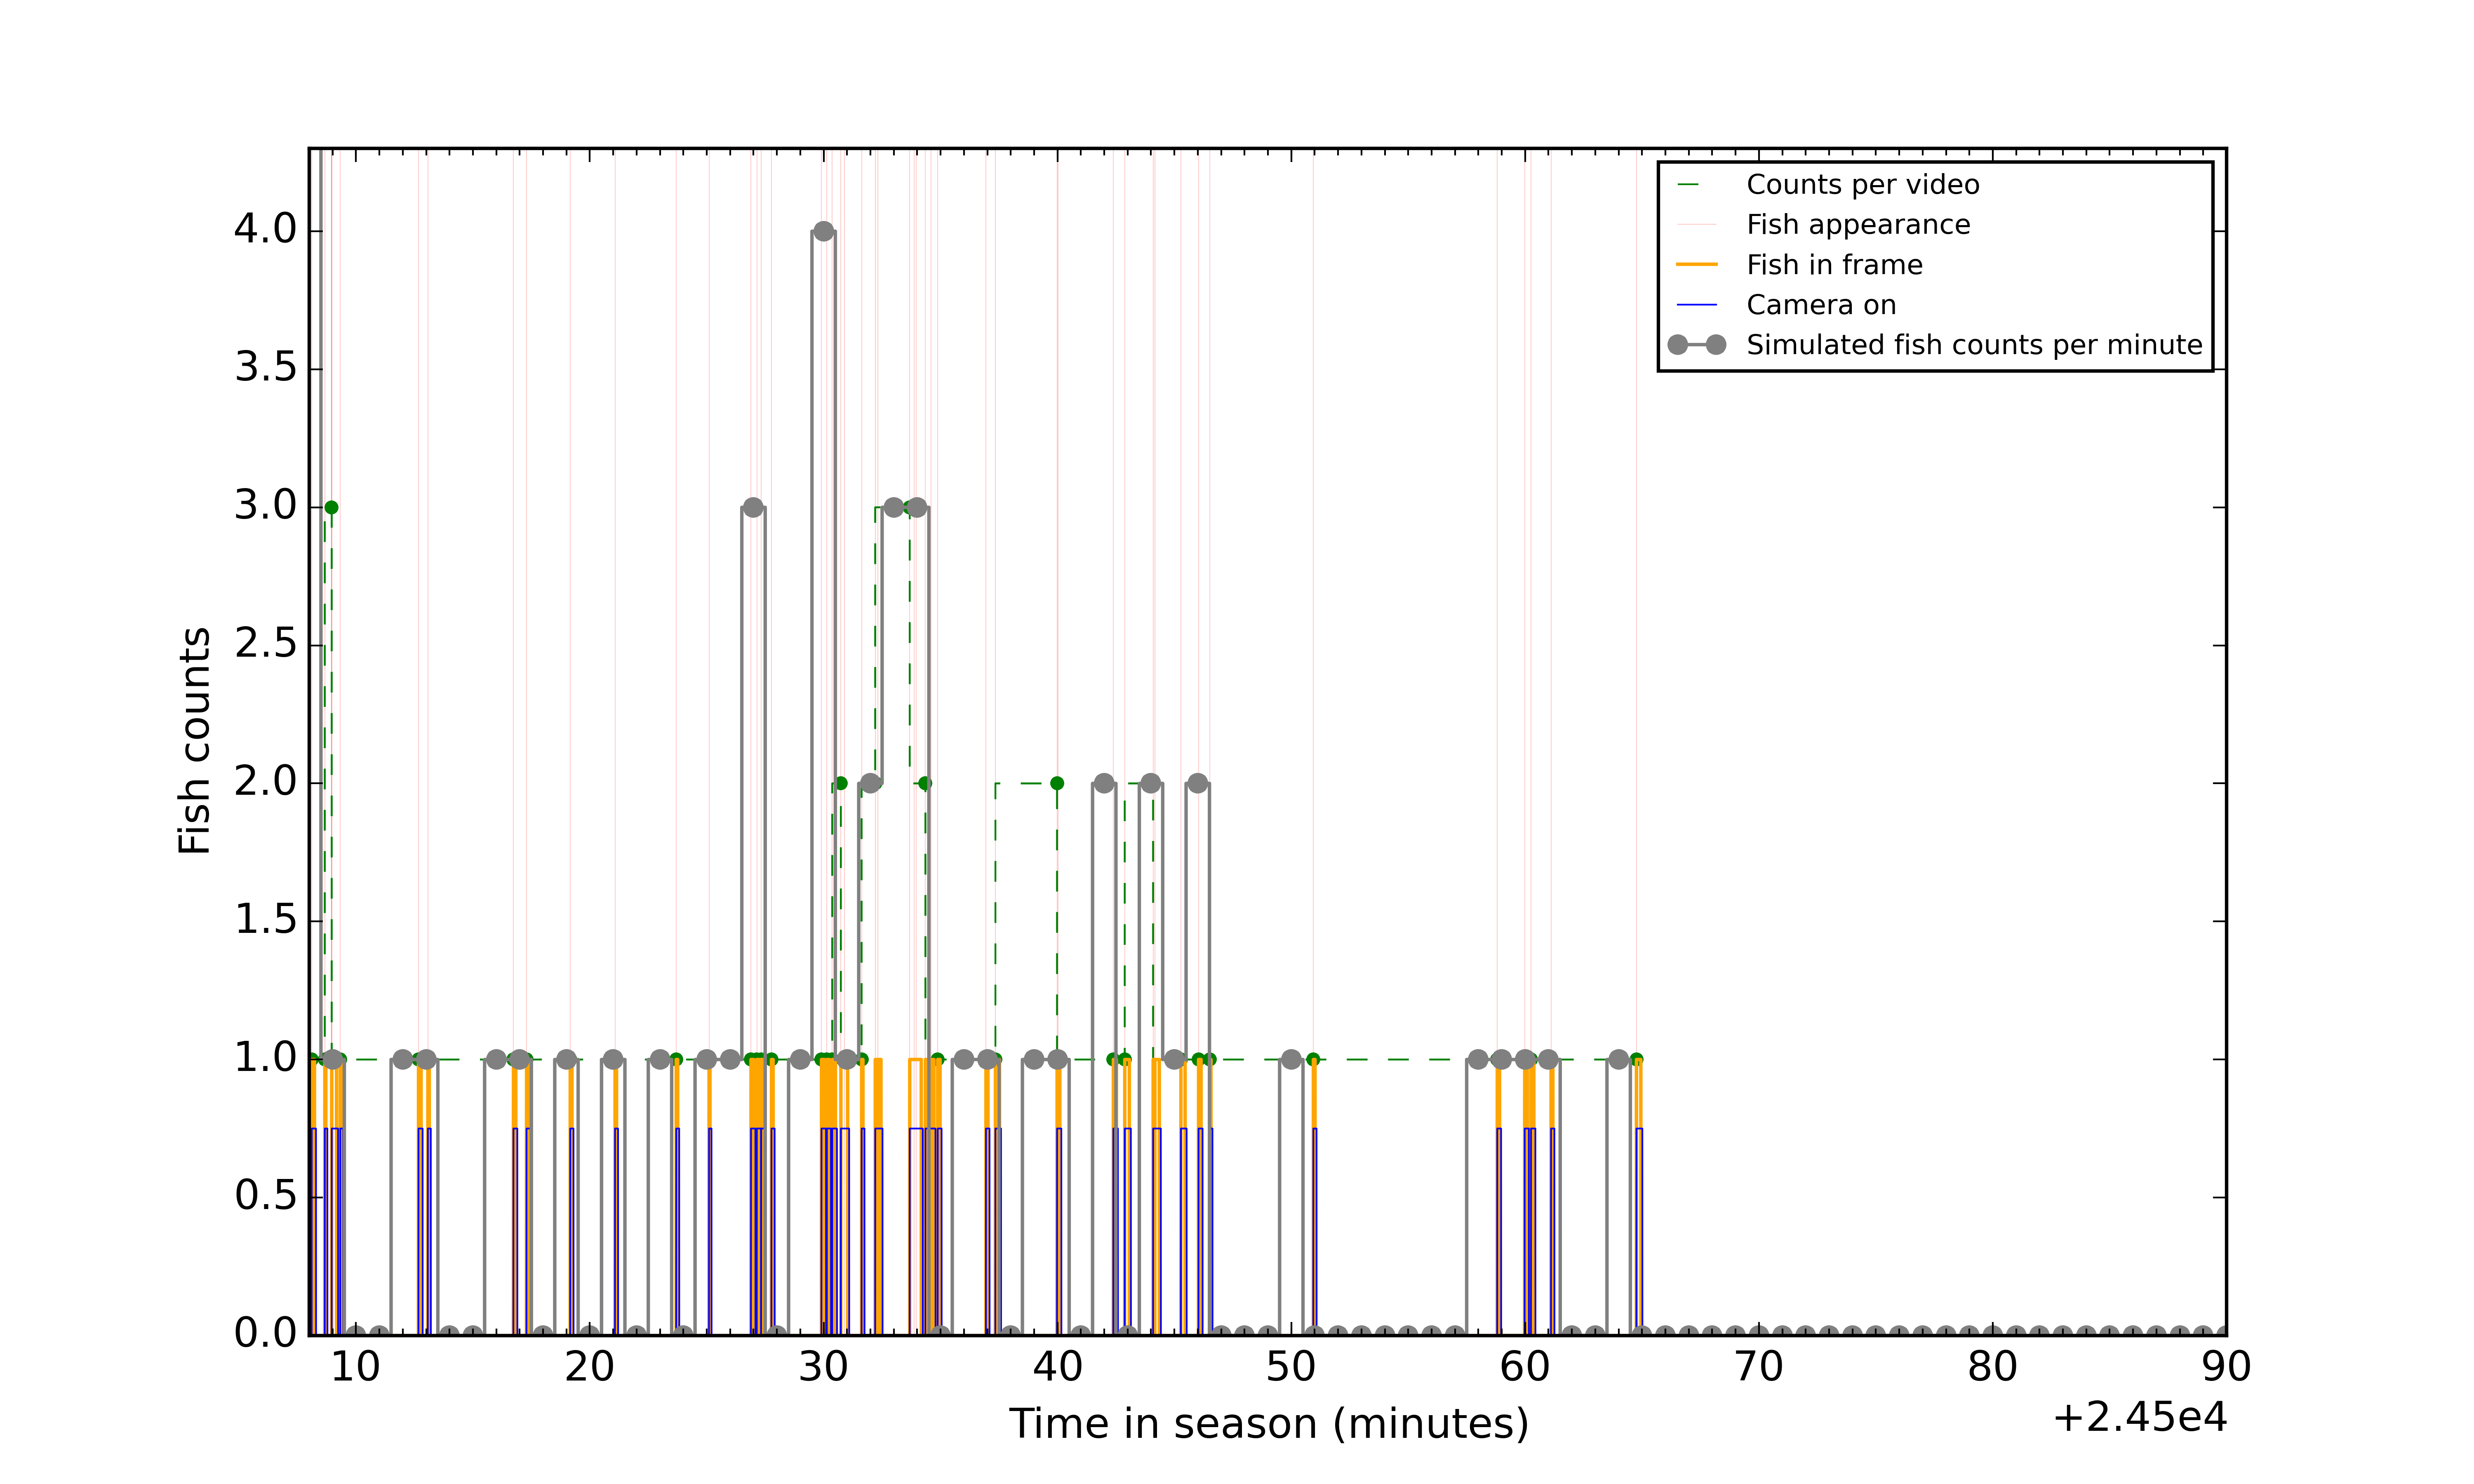 Counts per video
Fish appearance
Fish in frame
Camera on
Simulated fish counts per minute
Fish counts
4.0
3.5
3.0
2.5
2.0
1.5
1.0
0.5
0.0
10 20 30 40 50 60 70 80 90
Time in season (minutes)
+2.45e4